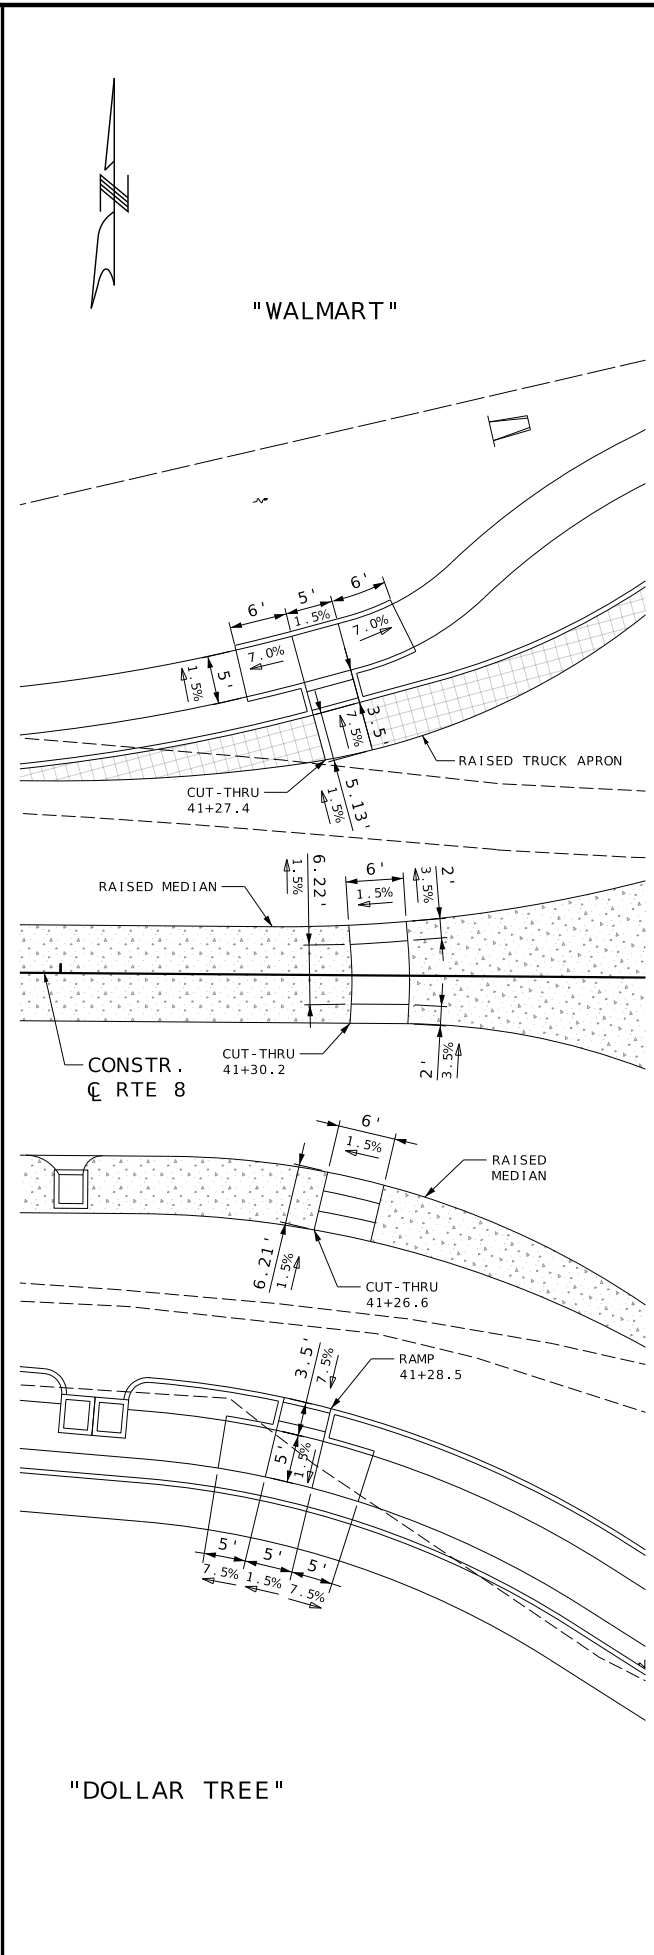 N
"WALMART"
6'
5'
6'
1.5%
7.0%
7.0%
1.5%
5'
3.5'
7.5%
RAISED TRUCK APRON
CUT-THRU
41+27.4
5.13'
1.5%
RAISED MEDIAN
1.5%
6.22'
6'
1.5%
3.5%
2'
CONSTR.
℄ RTE 8
CUT-THRU
41+30.2
2'
3.5%
6'
1.5%
RAISED
MEDIAN
6.21'
1.5%
CUT-THRU
41+26.6
3.5'
7.5%
RAMP
41+28.5
5'
1.5%
5'
5'
5'
7.5%
1.5%
7.5%
"DOLLAR TREE"